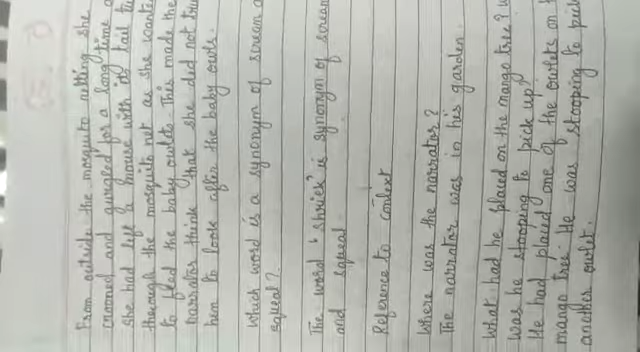 From outside the mosquito netting she
moaned and gurgled for a long time
she had left a mouse with its tail
through the mosquito net as she wanted
to feed the baby owlets. This made the
narrator think that she did not
him to look after the baby owls.
Which word is a synonym of scream
squeal?
The word 'shriek' is synonym of scream
and squeal.
Reference to context
Where was the narrator?
The narrator was in his garden.
What had he placed on the mango tree?
was he stooping to pick up?
He had placed one of the owlets on
mango tree. He was stooping to pick
another owlet.